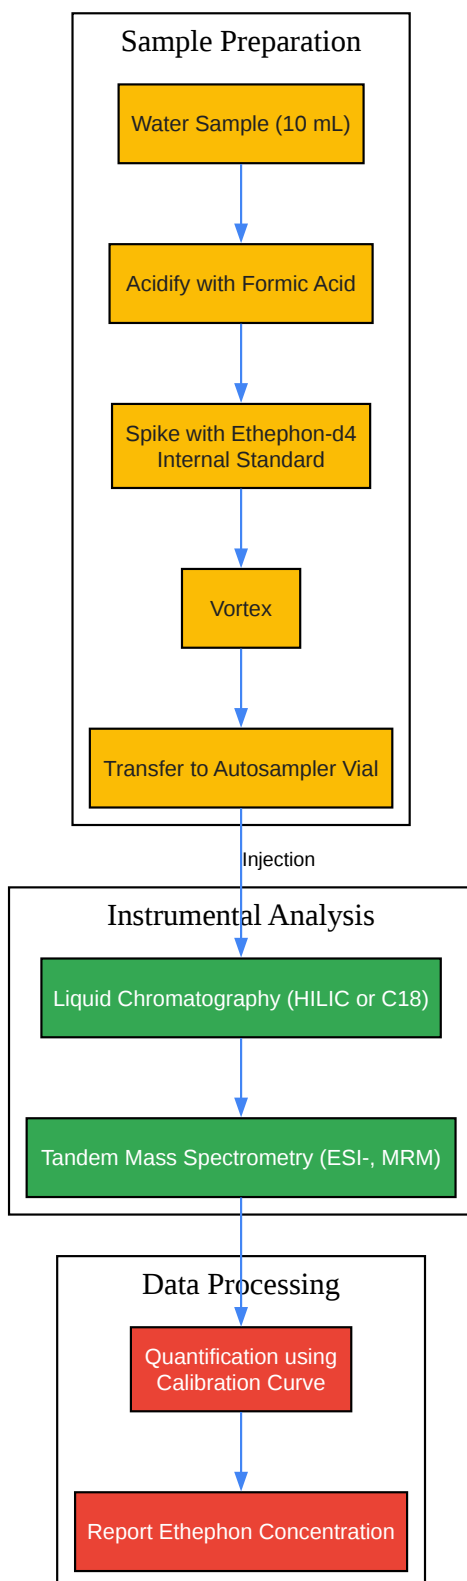 Sample Preparation
Water Sample (10 mL)
Acidify with Formic Acid
Spike with Ethephon-d4
Internal Standard
Vortex
Transfer to Autosampler Vial
Injection
Instrumental Analysis
Liquid Chromatography (HILIC or C18)
Tandem Mass Spectrometry (ESI-, MRM)
Data Processing
Quantification using
Calibration Curve
Report Ethephon Concentration